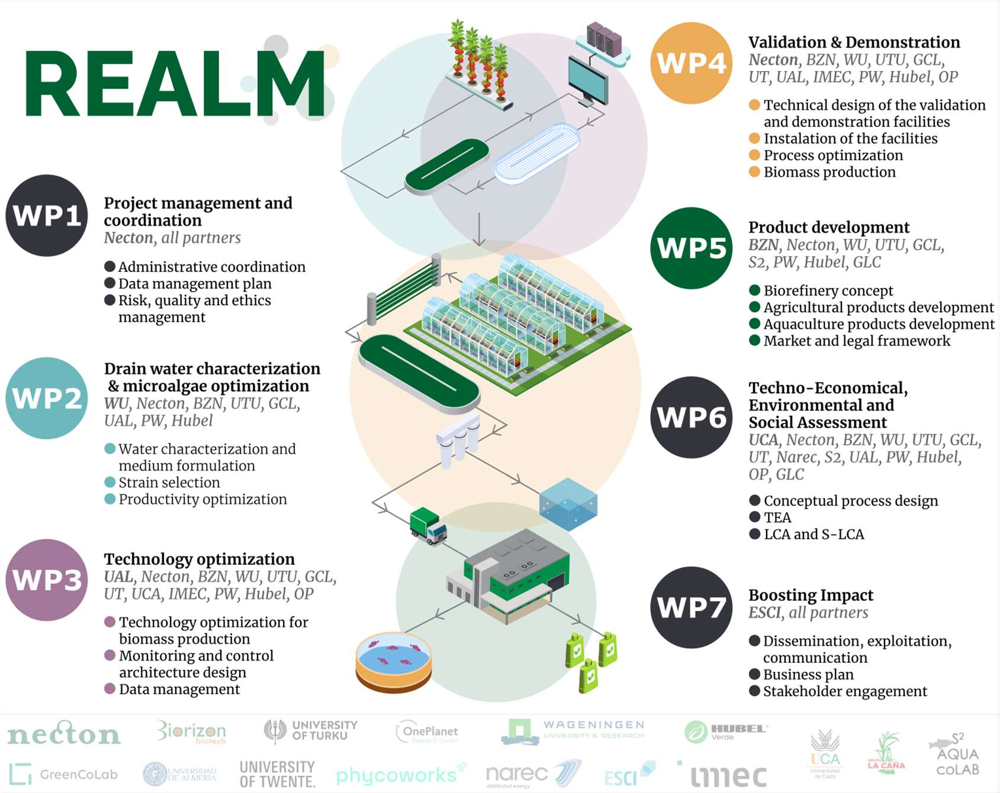 REALM
WP1
Project management and
coordination
Necton, all partners
Administrative coordination
Data management plan
Risk, quality and ethics
management
WP2
Drain water characterization
& microalgae optimization
WU, Necton, BZN, UTU, GCL,
UAL, PW, Hubel
Water characterization and
medium formulation
Strain selection
Productivity optimization
WP3
Technology optimization
UAL, Necton, BZN, WU, UTU, GCL,
UT, UCA, IMEC, PW, Hubel, OP
Technology optimization for
biomass production
Monitoring and control
architecture design
Data management
WP4
Validation & Demonstration
Necton, BZN, WU, UTU, GCL,
UT, UAL, IMEC, PW, Hubel, OP
Technical design of the validation
and demonstration facilities
Instalation of the facilities
Process optimization
Biomass production
WP5
Product development
BZN, Necton, WU, UTU, GCL,
S2, PW, Hubel, GLC
Biorefinery concept
Agricultural products development
Aquaculture products development
Market and legal framework
WP6
Techno-Economical,
Environmental and
Social Assessment
UCA, Necton, BZN, WU, UTU, GCL,
UT, Narec, S2, UAL, PW, Hubel,
OP, GLC
Conceptual process design
TEA
LCA and S-LCA
WP7
Boosting Impact
ESCI, all partners
Dissemination, exploitation,
communication
Business plan
Stakeholder engagement
necton
Biorizon
biotech
UNIVERSITY
OF TURKU
OnePlanet
Research Center
WAGENINGEN
UNIVERSITY & RESEARCH
HUBEL®
Verde
UCA
Universidad
de Cádiz
GRUPO
LA CAÑA
S2
AQUA
COLAB
GreenCoLab
UNIVERSIDAD
DE ALMERÍA
UNIVERSITY
OF TWENTE.
phycoworks
narec
distributed energy
ESCI
imec